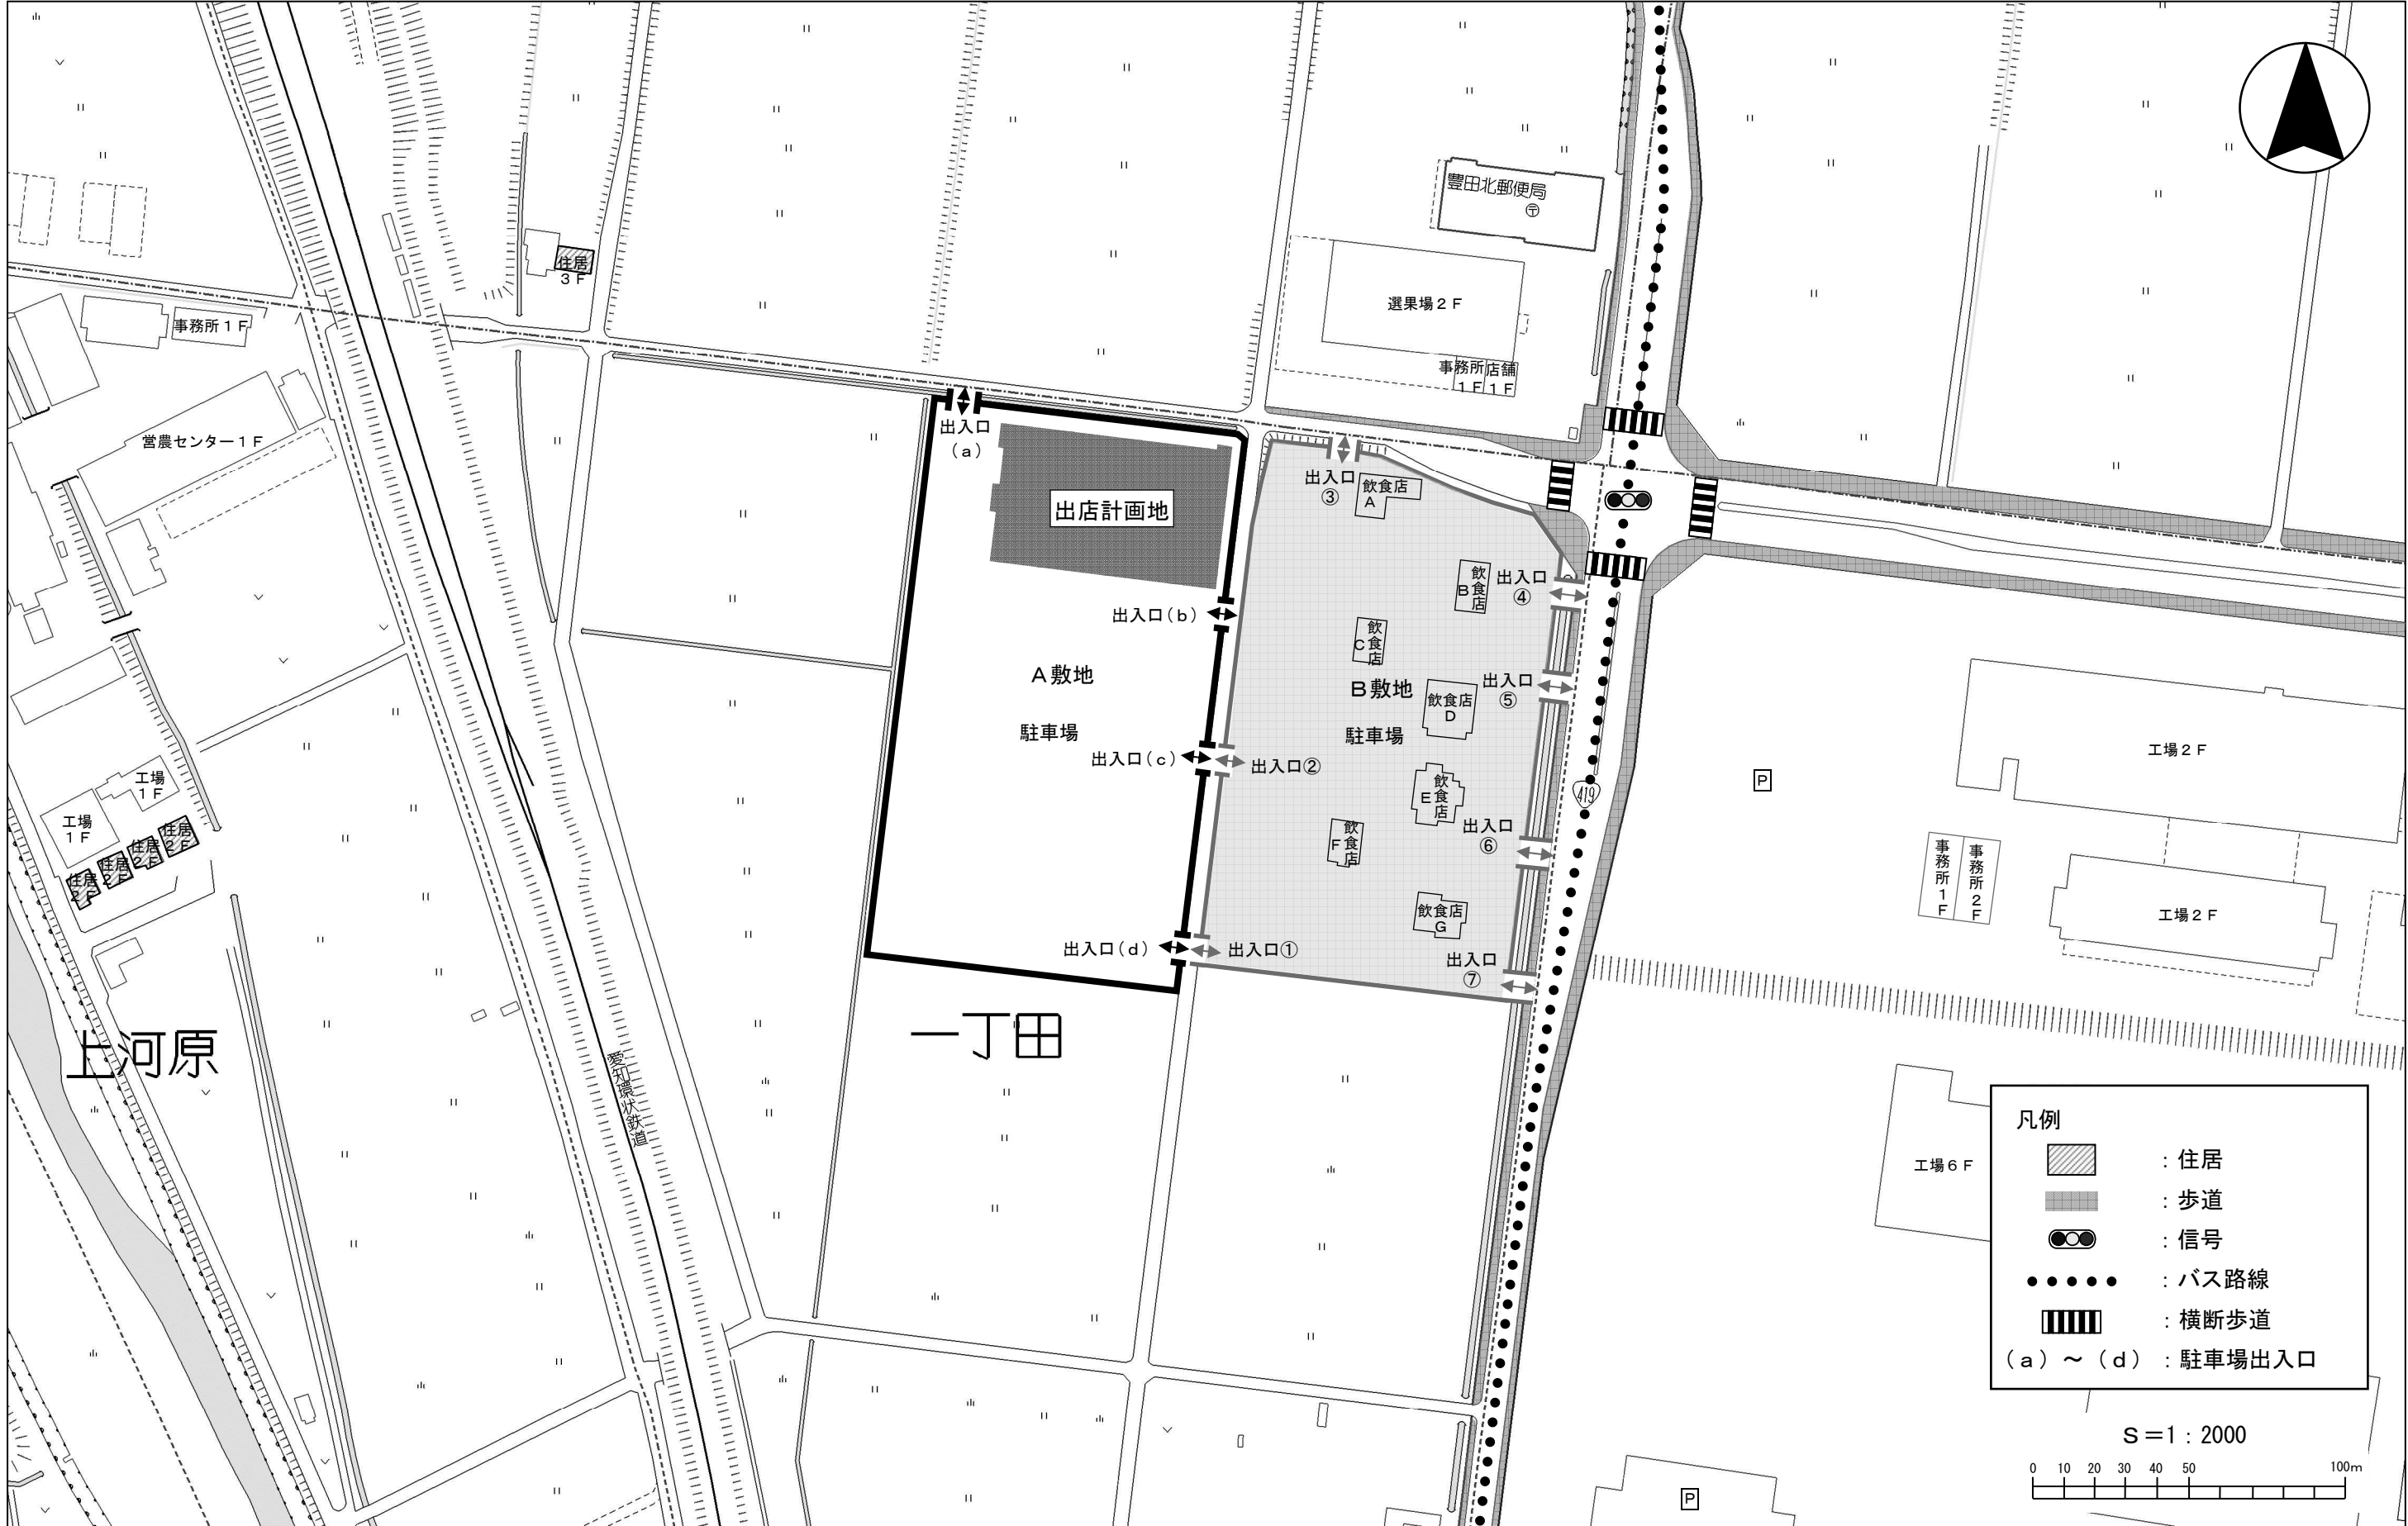 豊田北郵便局
〒
住居
3F
選果場2F
事務所1F
事務所
1F
店舗
1F
出入口
(a)
営農センター1F
出店計画地
出入口
③
飲食店
A
飲食店
B
出入口
④
出入口(b)
飲食店
C
A敷地
B敷地
出入口
⑤
飲食店
D
駐車場
駐車場
工場2F
出入口(c)
出入口②
P
工場
1F
419
飲食店
E
工場
1F
住居
2F
住居
2F
住居
2F
住居
2F
出入口
⑥
飲食店
F
事務所1F
事務所2F
飲食店
G
工場2F
出入口(d)
出入口①
出入口
⑦
上河原
一丁田
愛知環状鉄道
工場6F
凡例
:住居
:歩道
:信号
:バス路線
:横断歩道
(a)~(d):駐車場出入口
S=1:2000
0 10 20 30 40 50 100m
P